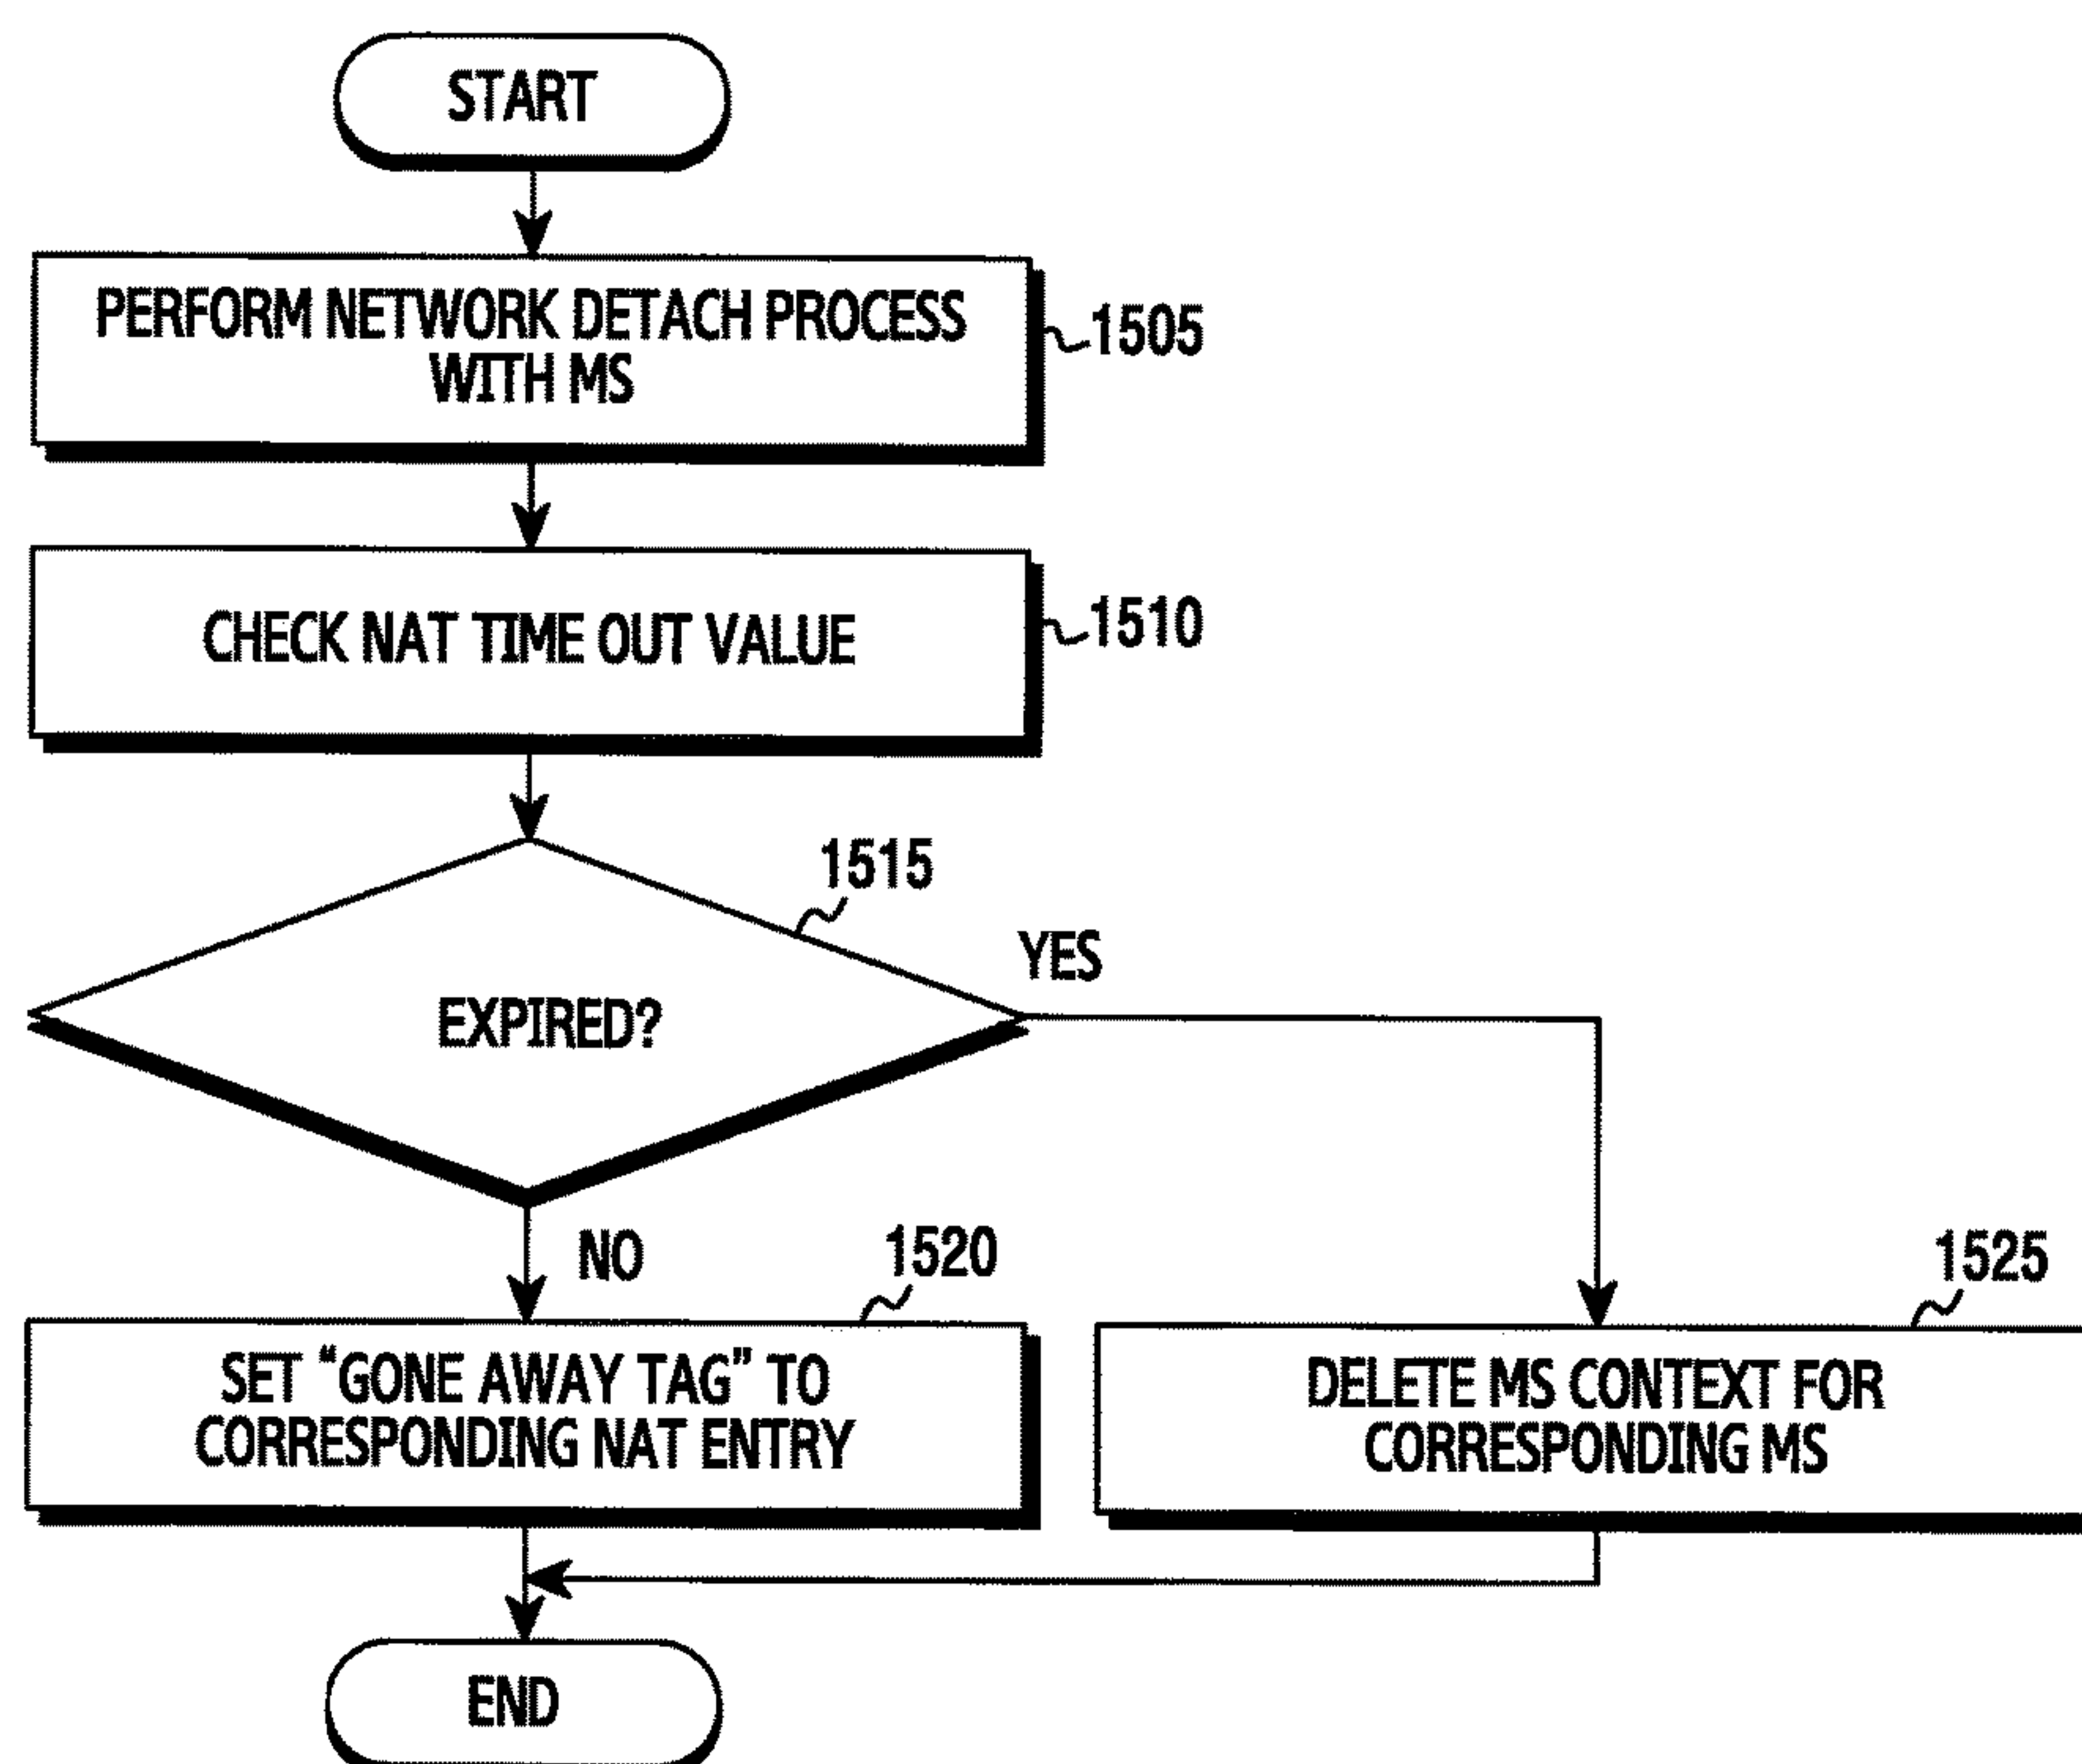 START
PERFORM NETWORK DETACH PROCESS
WITH MS
1505
CHECK NAT TIME OUT VALUE
1510
1515
EXPIRED?
YES
NO
1520
SET “GONE AWAY TAG” TO
CORRESPONDING NAT ENTRY
1525
DELETE MS CONTEXT FOR
CORRESPONDING MS
END